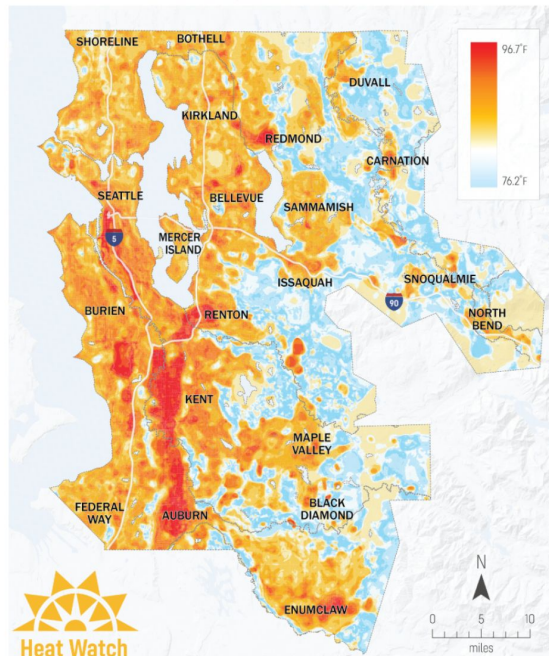 SHORELINE
BOTHELL
96.7°F
76.2°F
DUVALL
KIRKLAND
REDMOND
CARNATION
SEATTLE
BELLEVUE
SAMMAMISH
5
MERCER
ISLAND
ISSAQUAH
SNOQUALMIE
90
NORTH
BEND
BURIEN
RENTON
KENT
MAPLE
VALLEY
FEDERAL
WAY
AUBURN
BLACK
DIAMOND
ENUMCLAW
N
0 5 10
miles
Heat Watch